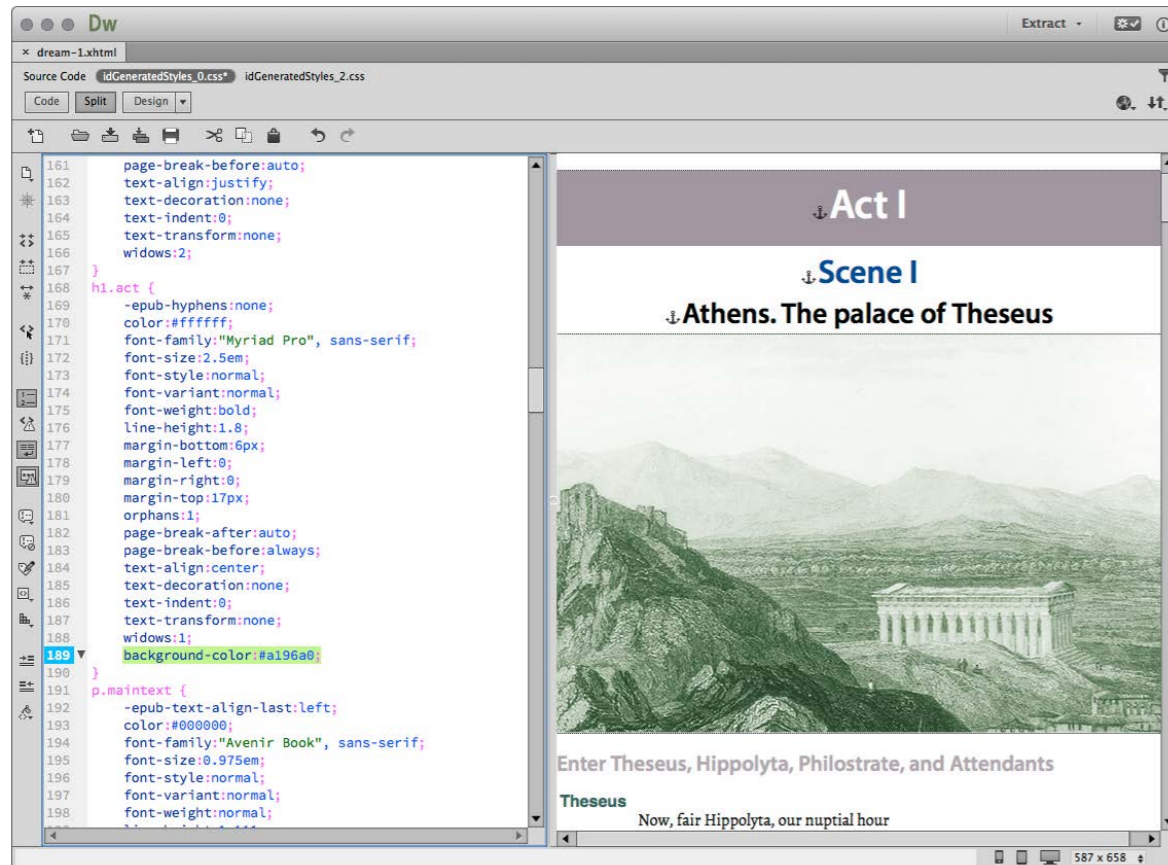 Dw
Extract
× dream-1.xhtml
Source Code idGeneratedStyles_0.css* idGeneratedStyles_2.css
Code Split Design
161 page-break-before:auto;
162 text-align:justify;
163 text-decoration:none;
164 text-indent:0;
165 text-transform:none;
166 widows:2;
167 }
168 h1.act {
169 -epub-hyphens:none;
170 color:#ffffff;
171 font-family:"Myriad Pro", sans-serif;
172 font-size:2.5em;
173 font-style:normal;
174 font-variant:normal;
175 font-weight:bold;
176 line-height:1.8;
177 margin-bottom:6px;
178 margin-left:0;
179 margin-right:0;
180 margin-top:17px;
181 orphans:1;
182 page-break-after:auto;
183 page-break-before:always;
184 text-align:center;
185 text-decoration:none;
186 text-indent:0;
187 text-transform:none;
188 widows:1;
189 background-color:#a196a0;
190 }
191 p.maintext {
192 -epub-text-align-last:left;
193 color:#000000;
194 font-family:"Avenir Book", sans-serif;
195 font-size:0.975em;
196 font-style:normal;
197 font-variant:normal;
198 font-weight:normal;
Act I
Scene I
Athens. The palace of Theseus
Enter Theseus, Hippolyta, Philostrate, and Attendants
Theseus
Now, fair Hippolyta, our nuptial hour
587 x 658